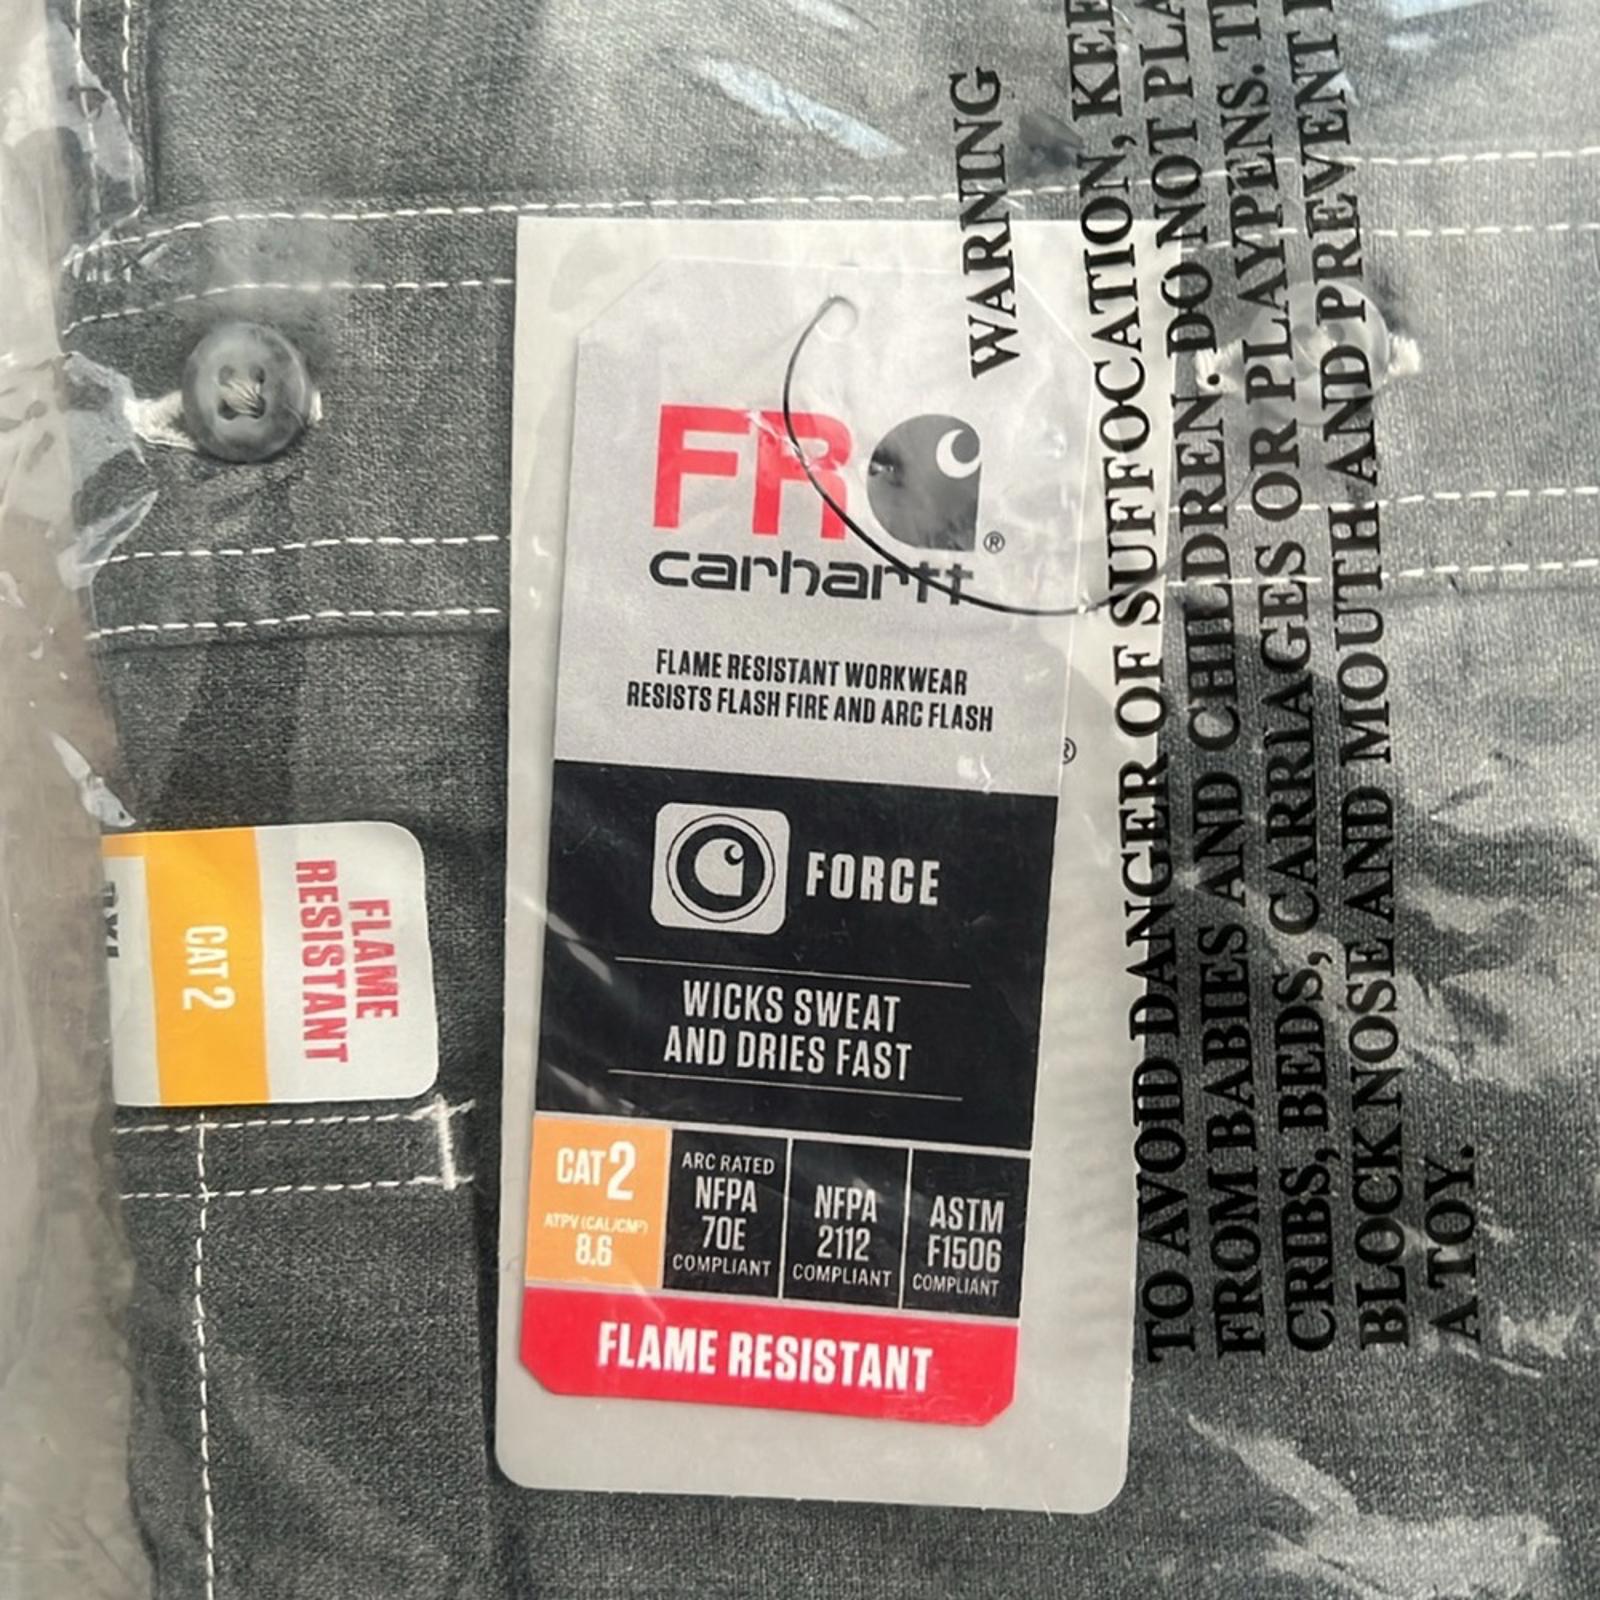 FR
®
carhartt
FLAME RESISTANT WORKWEAR
RESISTS FLASH FIRE AND ARC FLASH
®
FORCE
WICKS SWEAT
AND DRIES FAST
CAT 2
ATPV (CAL/CM²)
8.6
ARC RATED
NFPA
70E
COMPLIANT
NFPA
2112
COMPLIANT
ASTM
F1506
COMPLIANT
FLAME RESISTANT
FLAME
RESISTANT
CAT 2
WARNING
TO AVOID DANGER OF SUFFOCATION,
FROM BABIES AND CHILDREN. DO NOT
CRIBS, BEDS, CARRIAGES OR PLAYPENS.
BLOCK NOSE AND MOUTH AND PREVENT
A TOY.